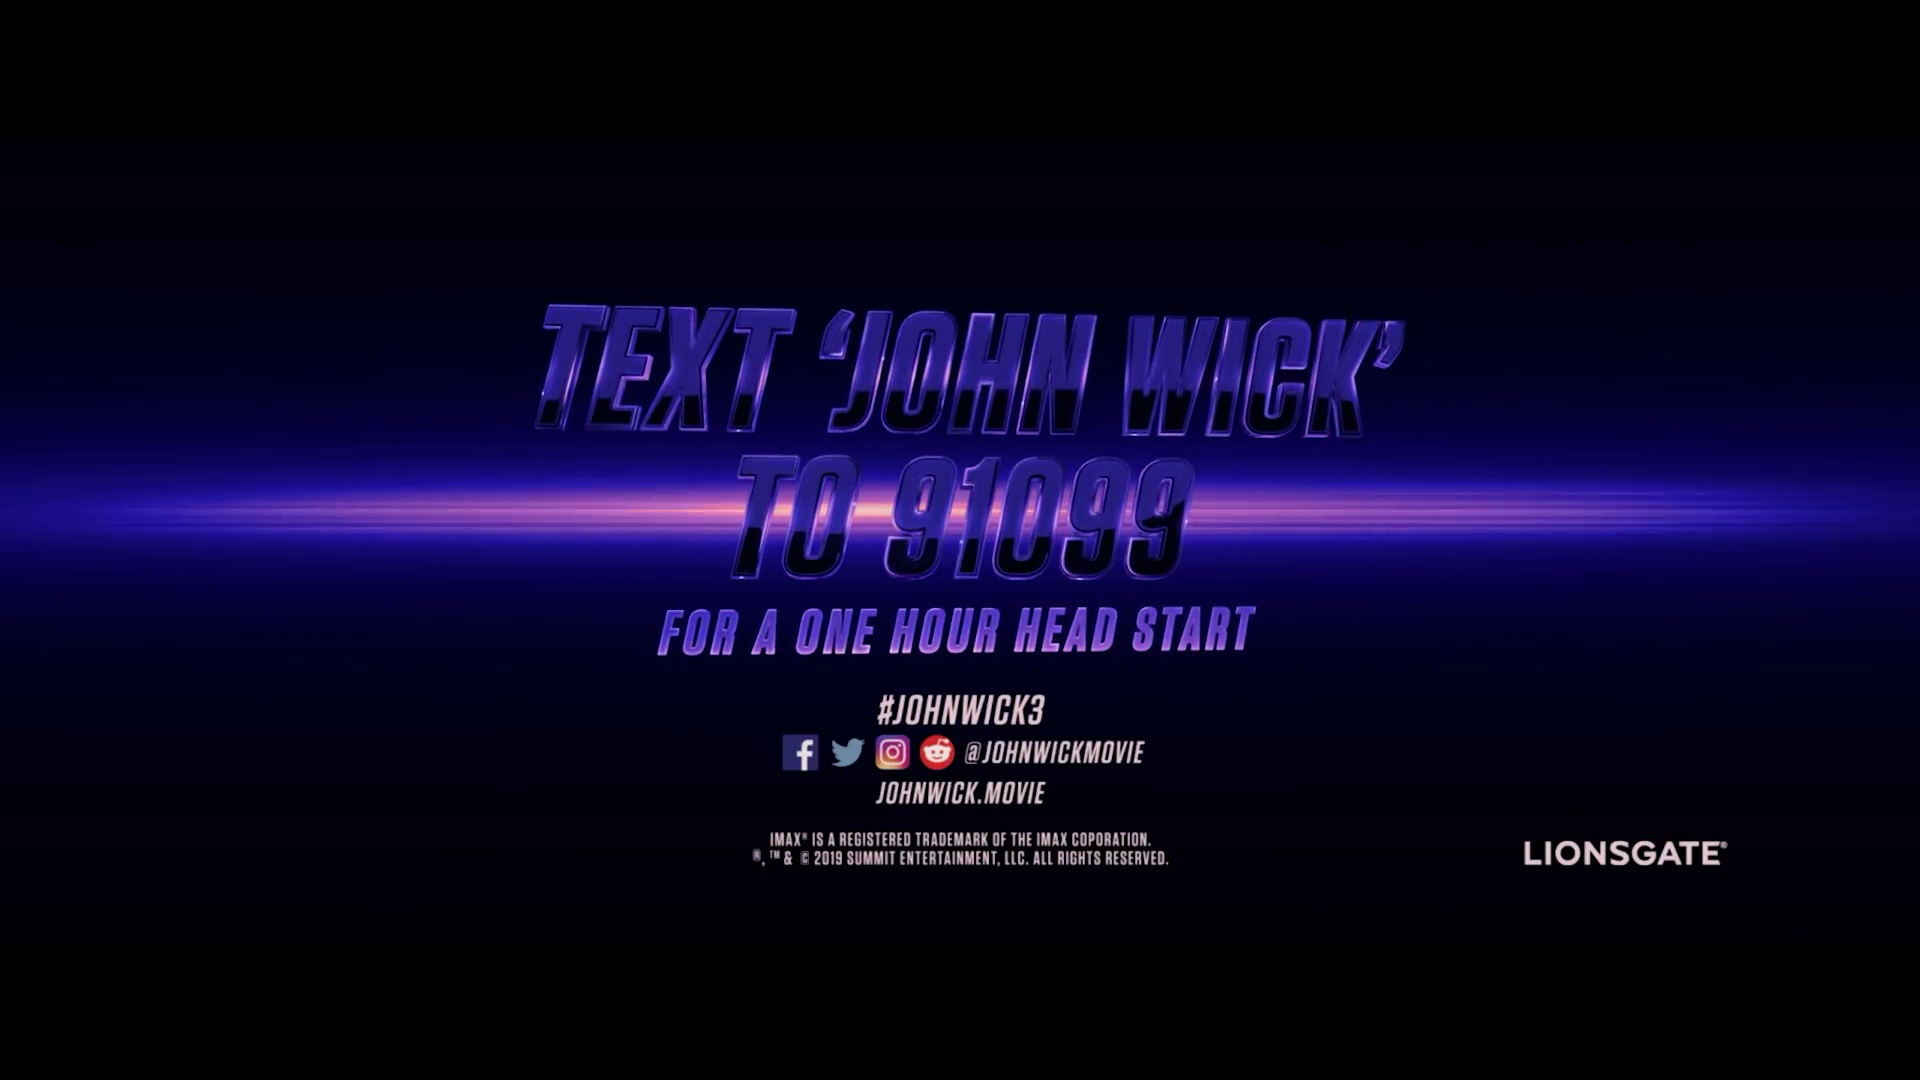 TEXT ‘JOHN WICK’
TO 91099
FOR A ONE HOUR HEAD START
#JOHNWICK3
@JOHNWICKMOVIE
JOHNWICK.MOVIE
IMAX® IS A REGISTERED TRADEMARK OF THE IMAX COPORATION.
®, ™ & © 2019 SUMMIT ENTERTAINMENT, LLC. ALL RIGHTS RESERVED.
LIONSGATE®